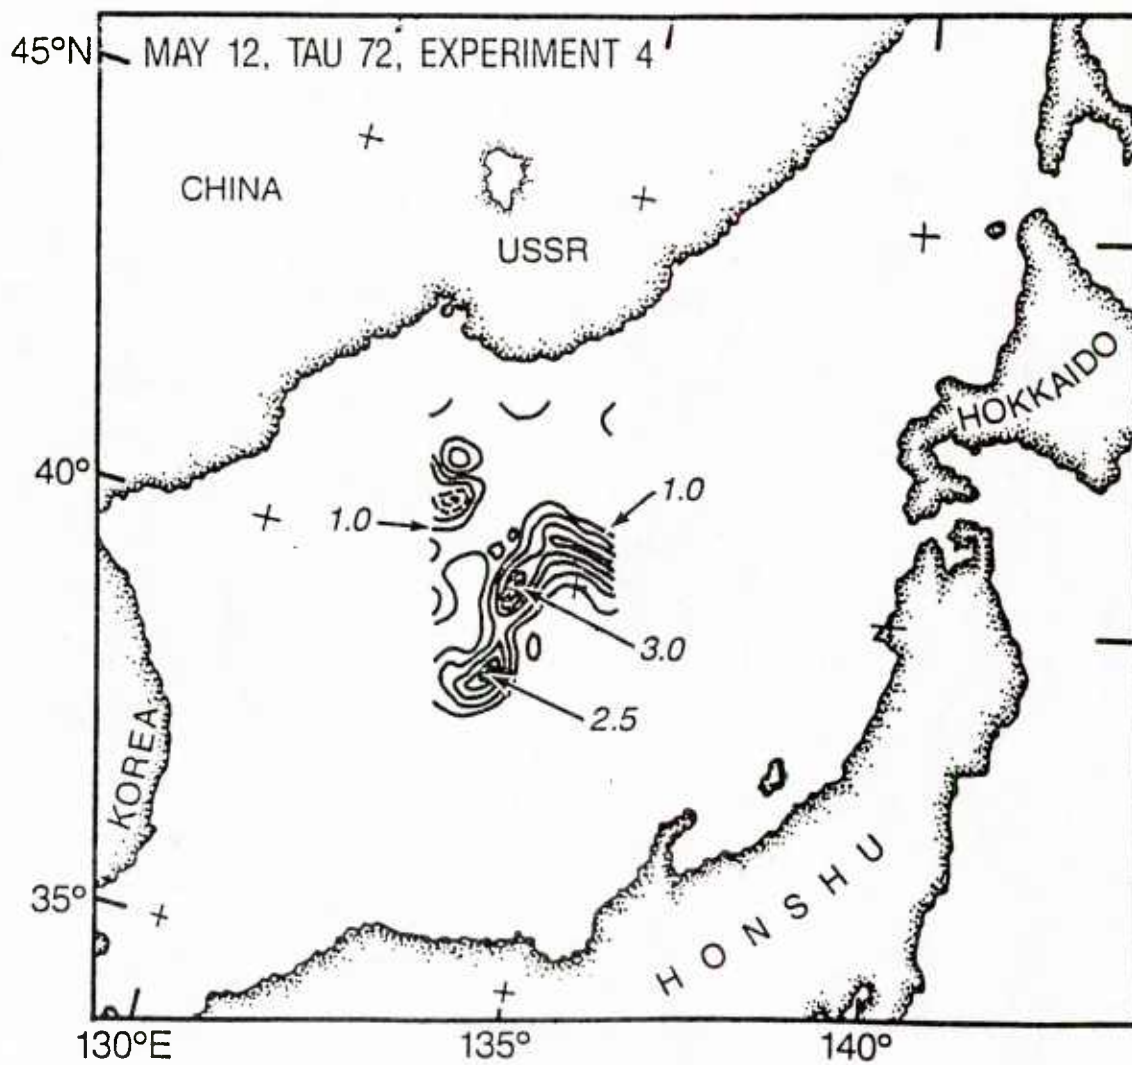 45°N
MAY 12, TAU 72, EXPERIMENT 4
CHINA
USSR
HOKKAIDO
40°
1.0
1.0
3.0
2.5
KOREA
35°
HONSHU
130°E
135°
140°